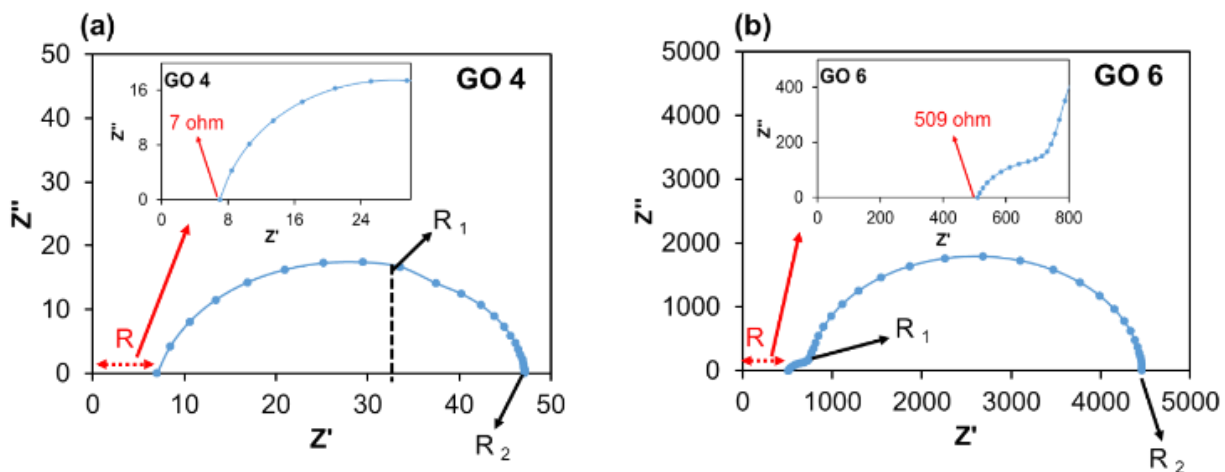 (a)
50
40
30
20
10
0
Z"
GO 4
GO 4
16
8
0
Z"
7 ohm
0 8 16 24
Z'
R 1
R
0 10 20 30 40 50
Z'
R 2
(b)
5000
4000
3000
2000
1000
0
Z"
GO 6
GO 6
400
200
0
Z"
509 ohm
0 200 400 600 800
Z'
R 1
R
0 1000 2000 3000 4000 5000
Z'
R 2